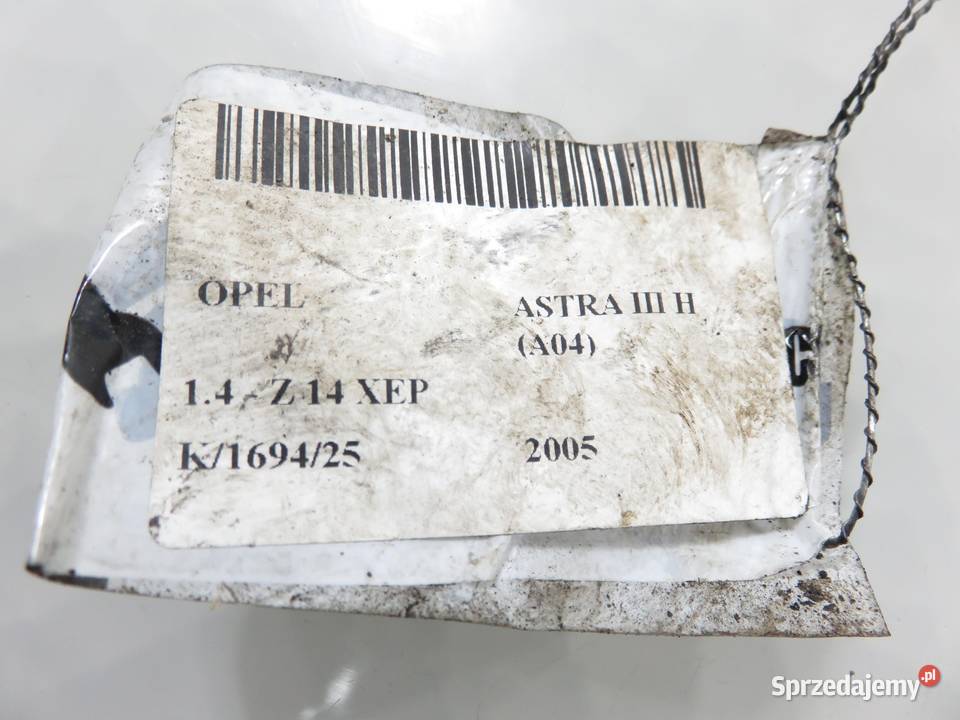 OPEL
ASTRA III H
(A04)
1.4 - Z 14 XEP
K/1694/25
2005
Sprzedajemy.pl